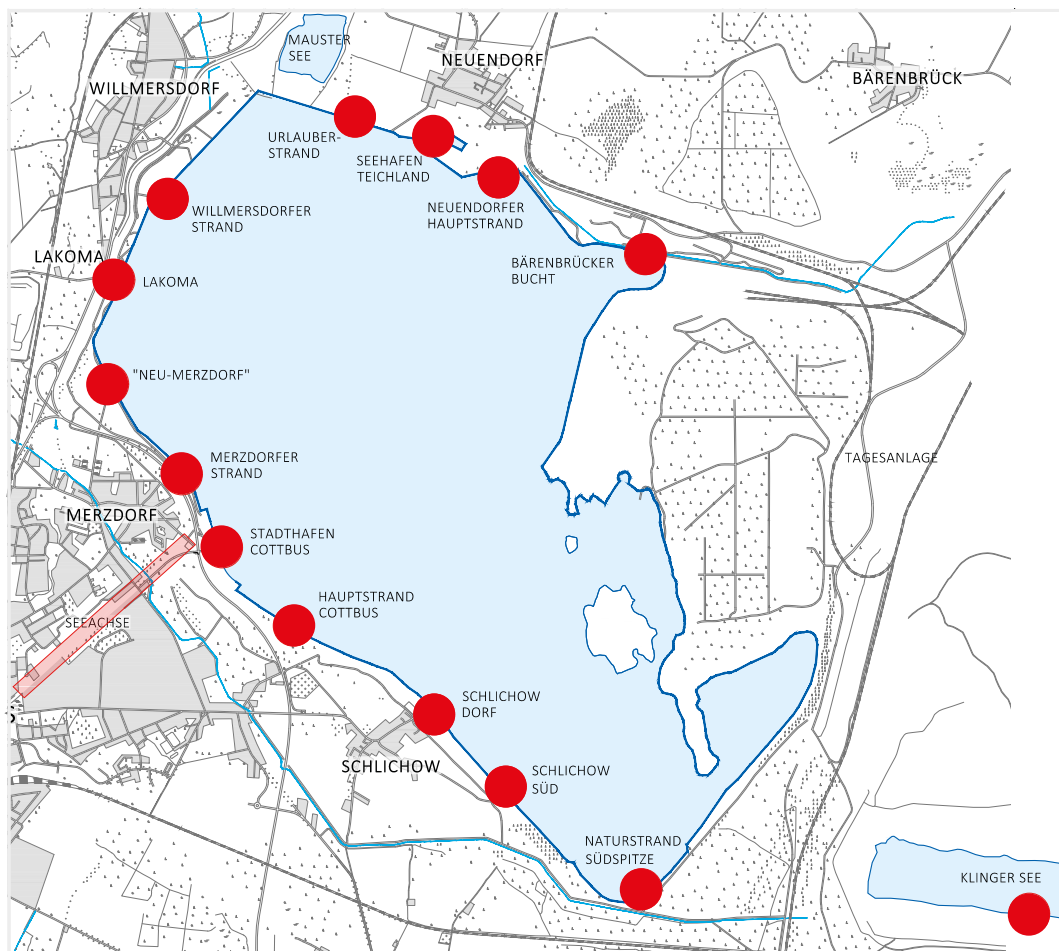 MAUSTER
SEE
NEUENDORF
BÄRENBRÜCK
WILLMERSDORF
URLAUBER-
STRAND
SEEHAFEN
TEICHLAND
NEUENDORFER
HAUPTSTRAND
WILLMERSDORFER
STRAND
LAKOMA
LAKOMA
BÄRENBRÜCKER
BUCHT
"NEU-MERZDORF"
MERZDORFER
STRAND
TAGESANLAGE
MERZDORF
STADTHAFEN
COTTBUS
HAUPTSTRAND
COTTBUS
SEEACHSE
SCHLICHOW
DORF
SCHLICHOW
SCHLICHOW
SÜD
NATURSTRAND
SÜDSPITZE
KLINGER SEE